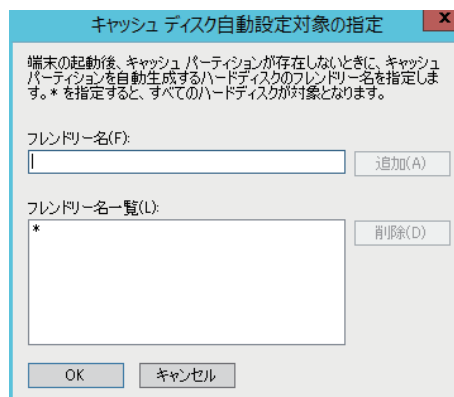 キャッシュ ディスク自動設定対象の指定
x
端末の起動後、キャッシュ パーティションが存在しないときに、キャッシュ
パーティションを自動生成するハードディスクのフレンドリー名を指定しま
す。* を指定すると、すべてのハードディスクが対象となります。
フレンドリー名(F):
追加(A)
フレンドリー名一覧(L):
*
削除(D)
OK
キャンセル